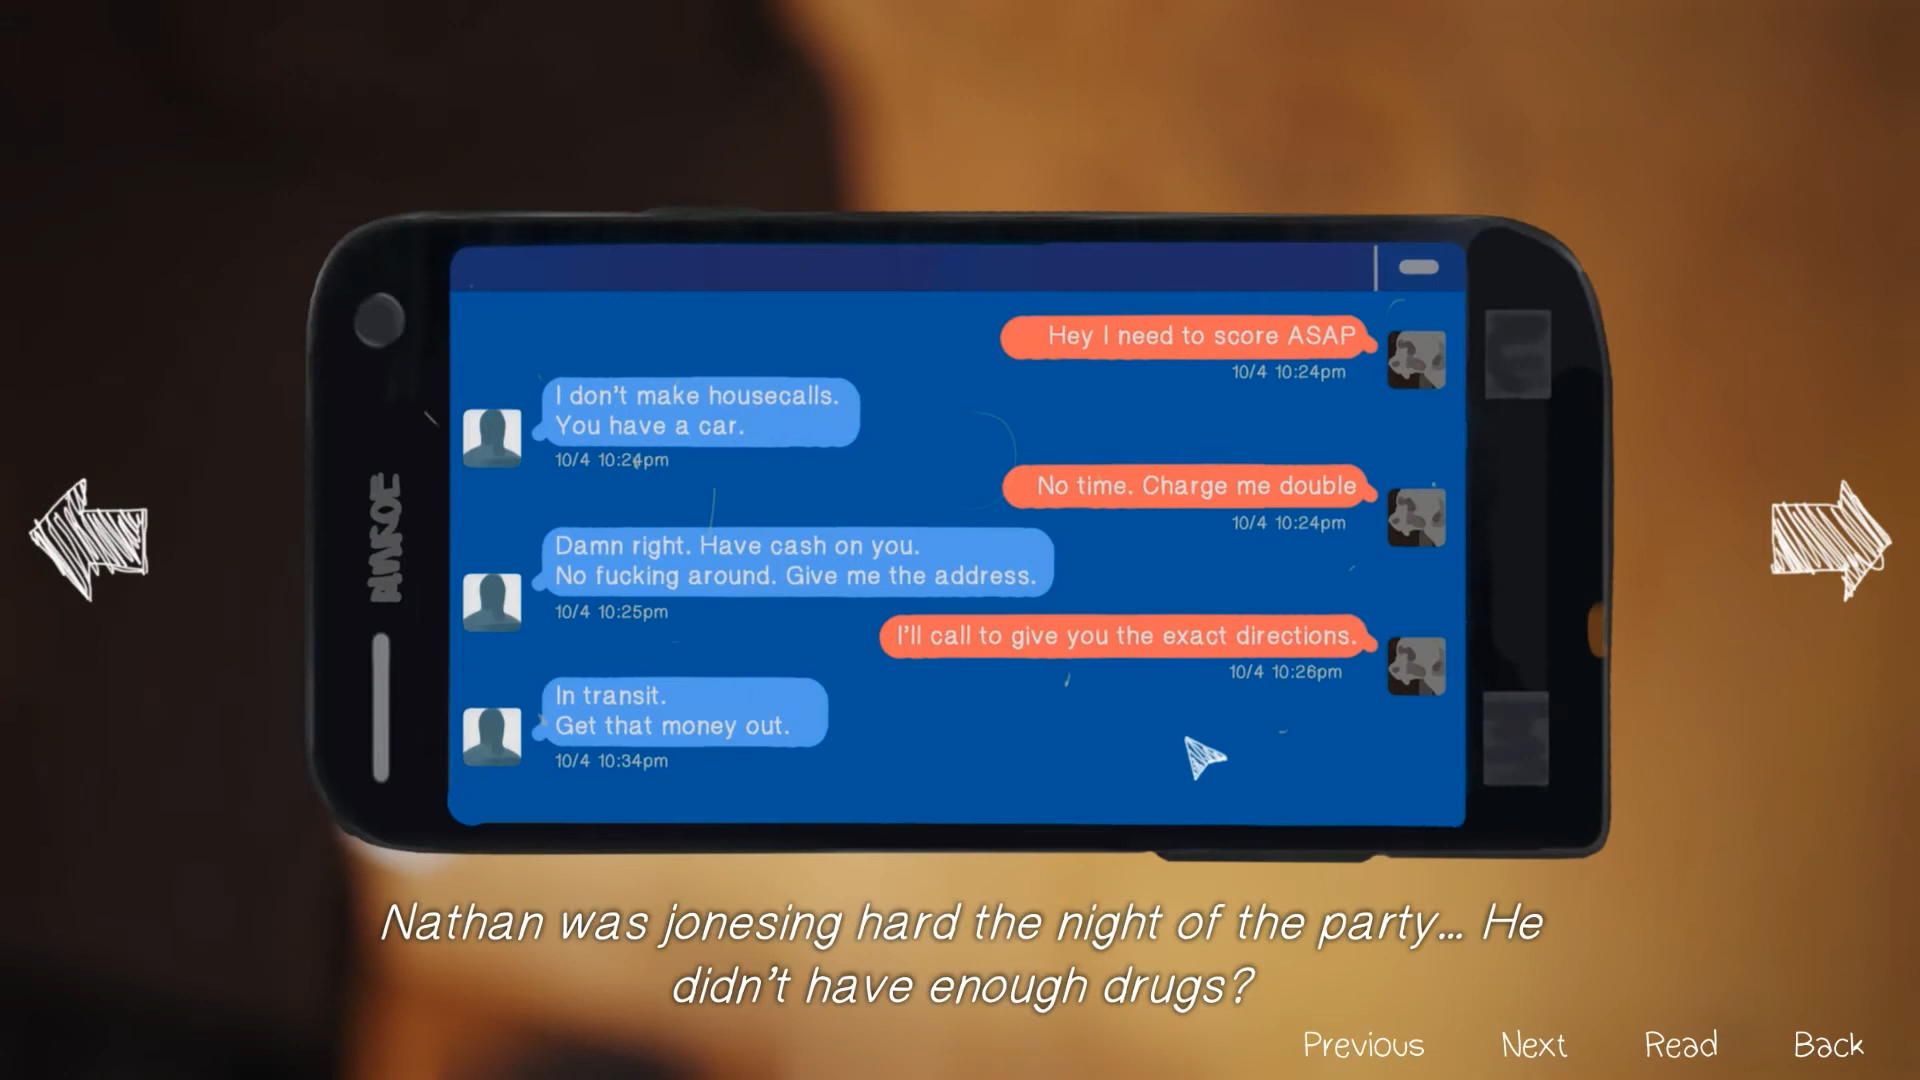 Hey I need to score ASAP
10/4 10:24pm
I don't make housecalls.
You have a car.
10/4 10:24pm
No time. Charge me double
10/4 10:24pm
Damn right. Have cash on you.
No fucking around. Give me the address.
10/4 10:25pm
I'll call to give you the exact directions.
10/4 10:26pm
In transit.
Get that money out.
10/4 10:34pm
Nathan was jonesing hard the night of the party... He
didn't have enough drugs?
Previous
Next
Read
Back